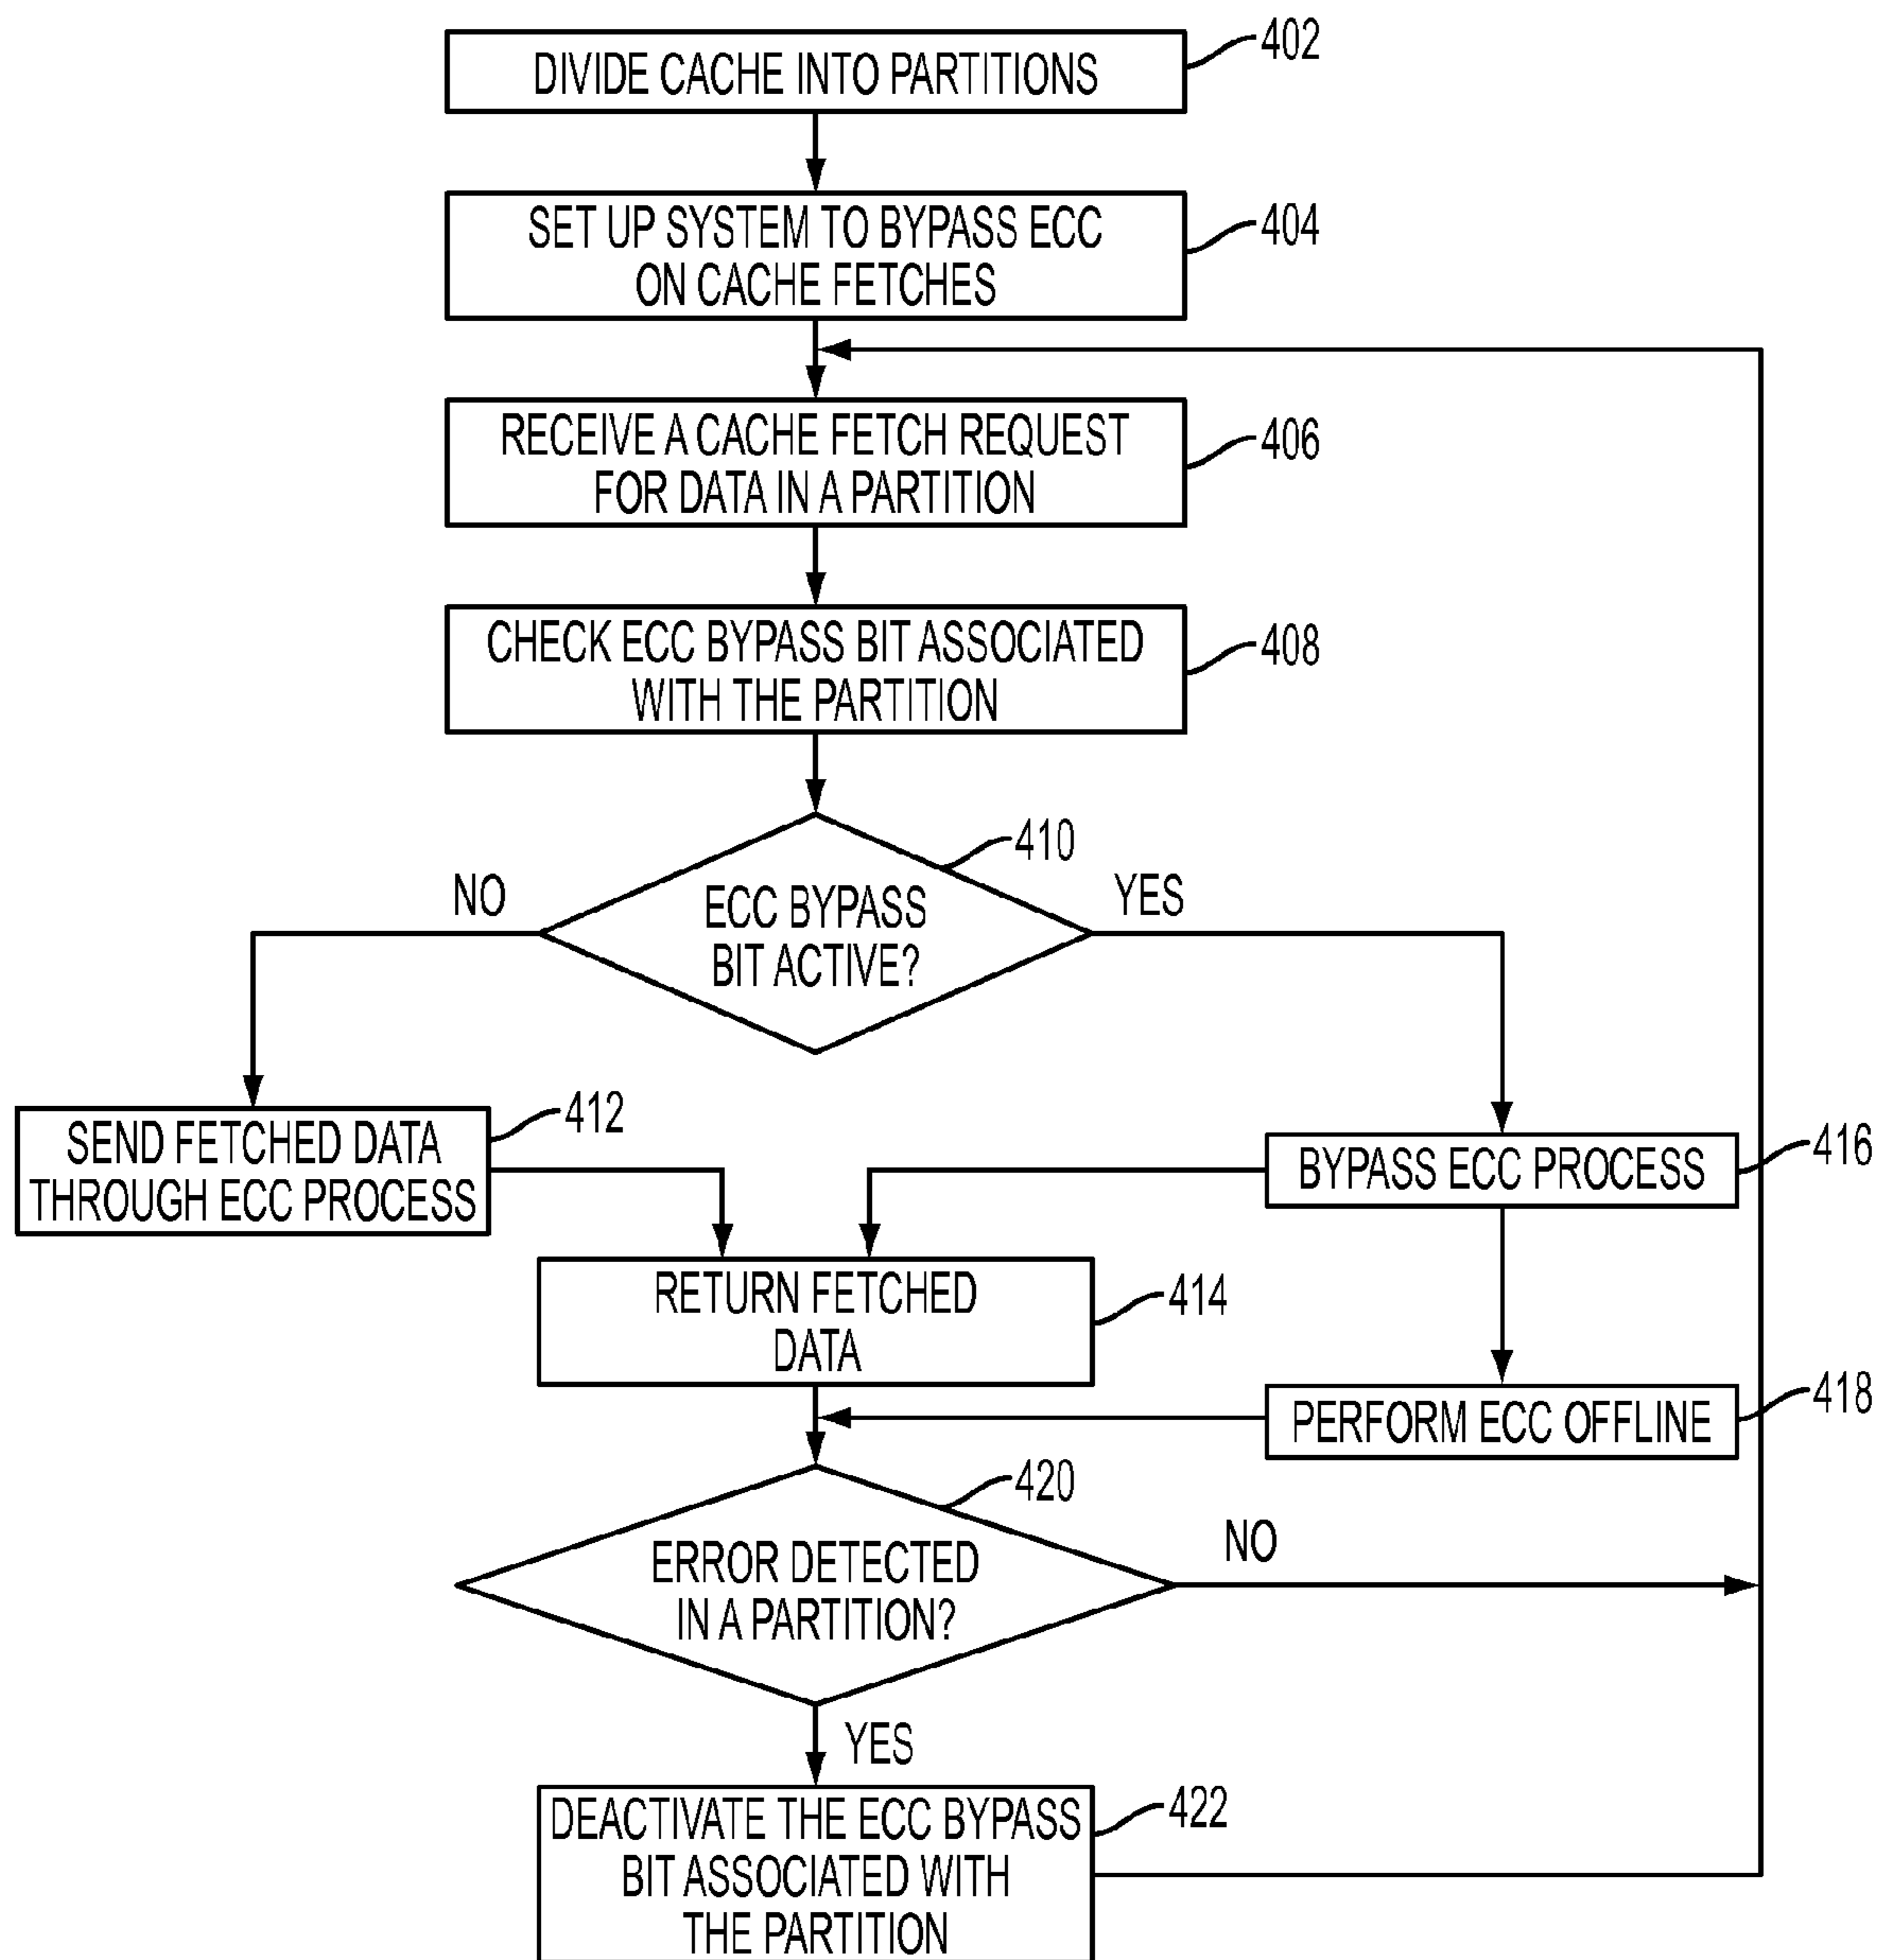 DIVIDE CACHE INTO PARTITIONS
402
SET UP SYSTEM TO BYPASS ECC
ON CACHE FETCHES
404
RECEIVE A CACHE FETCH REQUEST
FOR DATA IN A PARTITION
406
CHECK ECC BYPASS BIT ASSOCIATED
WITH THE PARTITION
408
410
ECC BYPASS
BIT ACTIVE?
NO
YES
SEND FETCHED DATA
THROUGH ECC PROCESS
412
BYPASS ECC PROCESS
416
RETURN FETCHED
DATA
414
PERFORM ECC OFFLINE
418
420
ERROR DETECTED
IN A PARTITION?
NO
YES
DEACTIVATE THE ECC BYPASS
BIT ASSOCIATED WITH
THE PARTITION
422